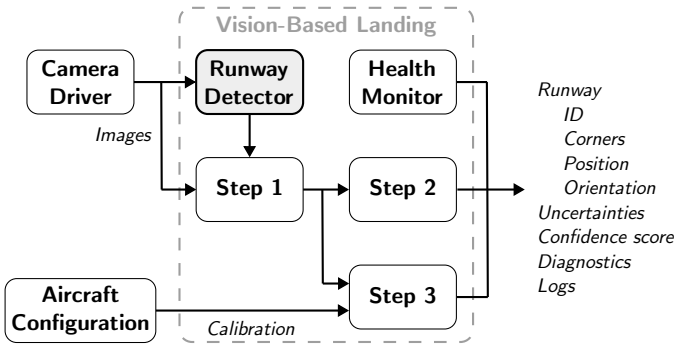 Vision-Based Landing
Camera
Driver
Runway
Detector
Health
Monitor
Images
Step 1
Step 2
Step 3
Aircraft
Configuration
Calibration
Runway
ID
Corners
Position
Orientation
Uncertainties
Confidence score
Diagnostics
Logs